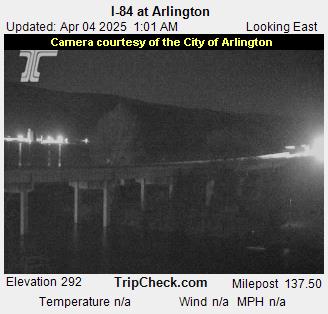 I-84 at Arlington
Updated: Apr 04 2025 1:01 AM Looking East
Camera courtesy of the City of Arlington
Elevation 292 TripCheck.com Milepost 137.50
Temperature n/a Wind n/a MPH n/a